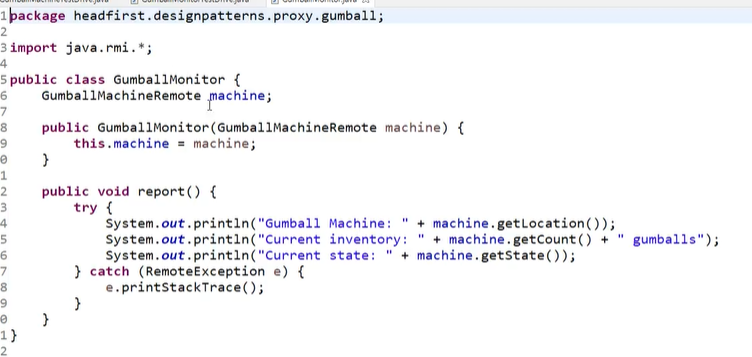 1 package headfirst.designpatterns.proxy.gumball;
2
3 import java.rmi.*;
4
5 public class GumballMonitor {
6     GumballMachineRemote machine;
7
8     public GumballMonitor(GumballMachineRemote machine) {
9         this.machine = machine;
0     }
1
2     public void report() {
3         try {
4             System.out.println("Gumball Machine: " + machine.getLocation());
5             System.out.println("Current inventory: " + machine.getCount() + " gumballs");
6             System.out.println("Current state: " + machine.getState());
7         } catch (RemoteException e) {
8             e.printStackTrace();
9         }
0     }
1 }
2